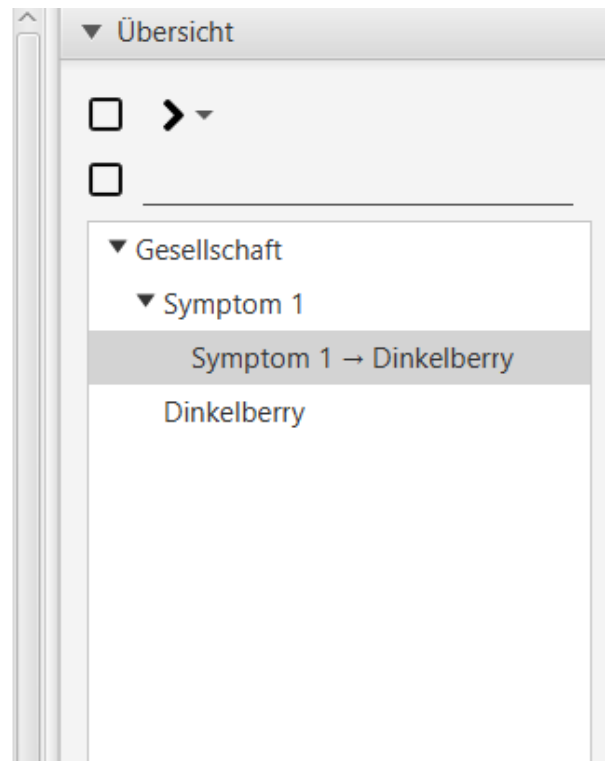 Übersicht
Gesellschaft
Symptom 1
Symptom 1 → Dinkelberry
Dinkelberry